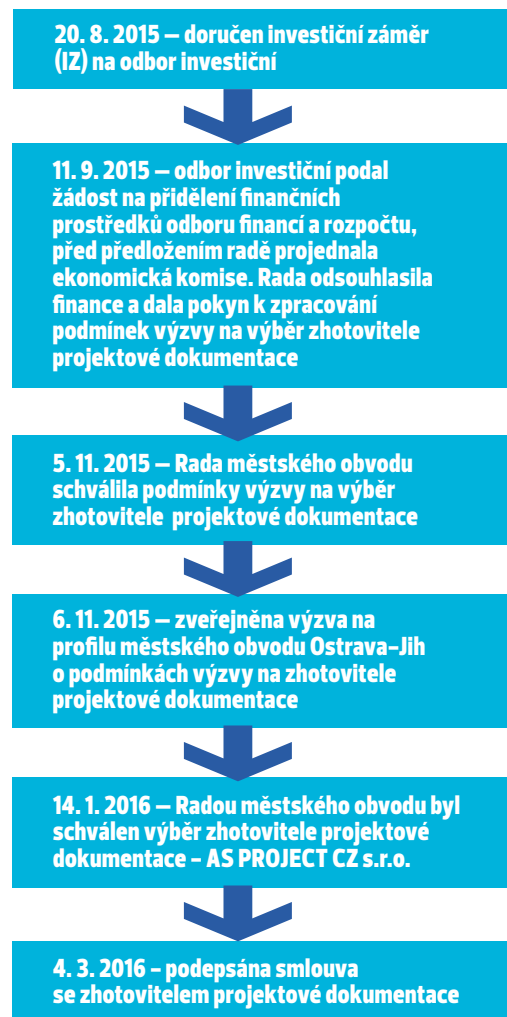 20. 8. 2015 – doručen investiční záměr
(IZ) na odbor investiční
11. 9. 2015 – odbor investiční podal
žádost na přidělení finančních
prostředků odboru financí a rozpočtu,
před předložením radě projednala
ekonomická komise. Rada odsouhlasila
finance a dala pokyn k zpracování
podmínek výzvy na výběr zhotovitele
projektové dokumentace
5. 11. 2015 – Rada městského obvodu
schválila podmínky výzvy na výběr
zhotovitele projektové dokumentace
6. 11. 2015 – zveřejněna výzva na
profilu městského obvodu Ostrava-Jih
o podmínkách výzvy na zhotovitele
projektové dokumentace
14. 1. 2016 – Radou městského obvodu byl
schválen výběr zhotovitele projektové
dokumentace – AS PROJECT CZ s.r.o.
4. 3. 2016 – podepsána smlouva
se zhotovitelem projektové dokumentace